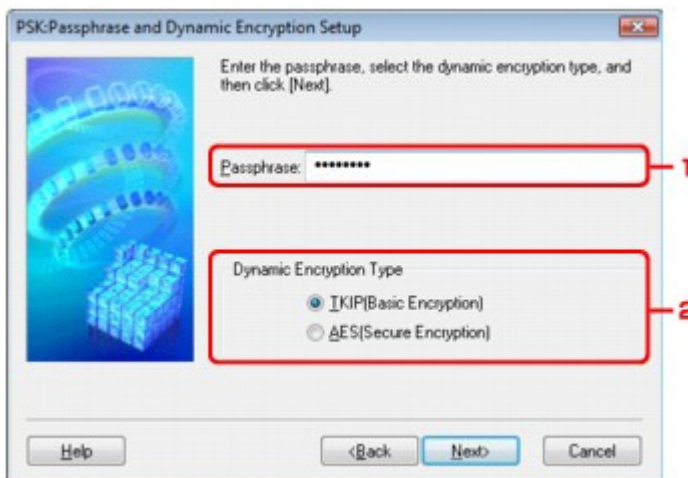 PSK:Passphrase and Dynamic Encryption Setup
Enter the passphrase, select the dynamic encryption type, and
then click [Next].
Passphrase: ••••••••
1
Dynamic Encryption Type
TKIP(Basic Encryption)
AES(Secure Encryption)
2
Help
<Back
Next>
Cancel